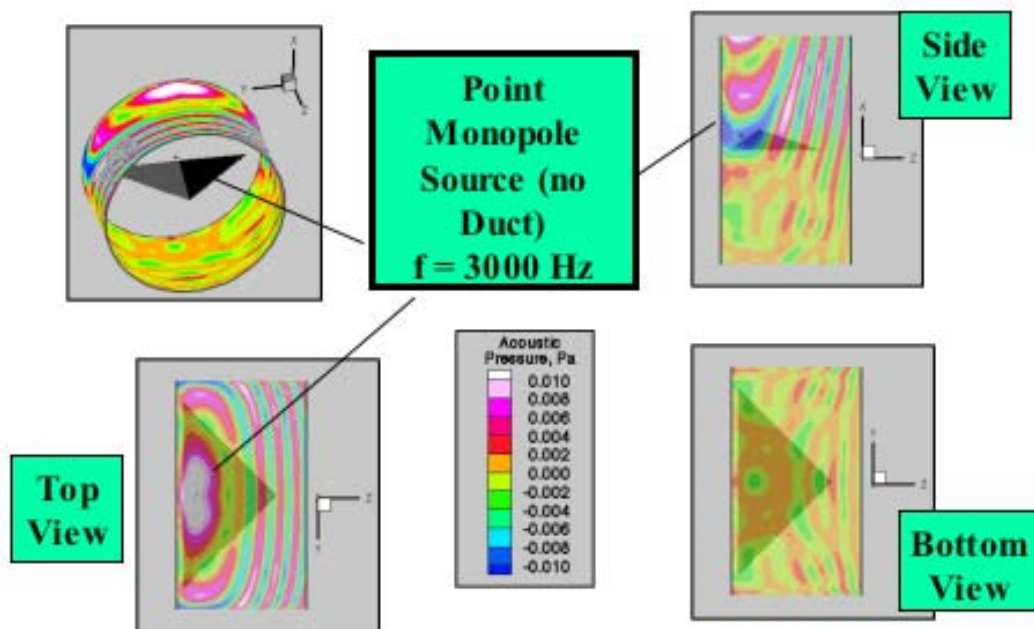 Point
Monopole
Source (no
Duct)
f = 3000 Hz
Side
View
X
Y
Z
X
Z
Acoustic
Pressure, Pa
0.010
0.008
0.006
0.004
0.002
0.000
-0.002
-0.004
-0.006
-0.008
-0.010
Top
View
Z
Y
Z
Bottom
View